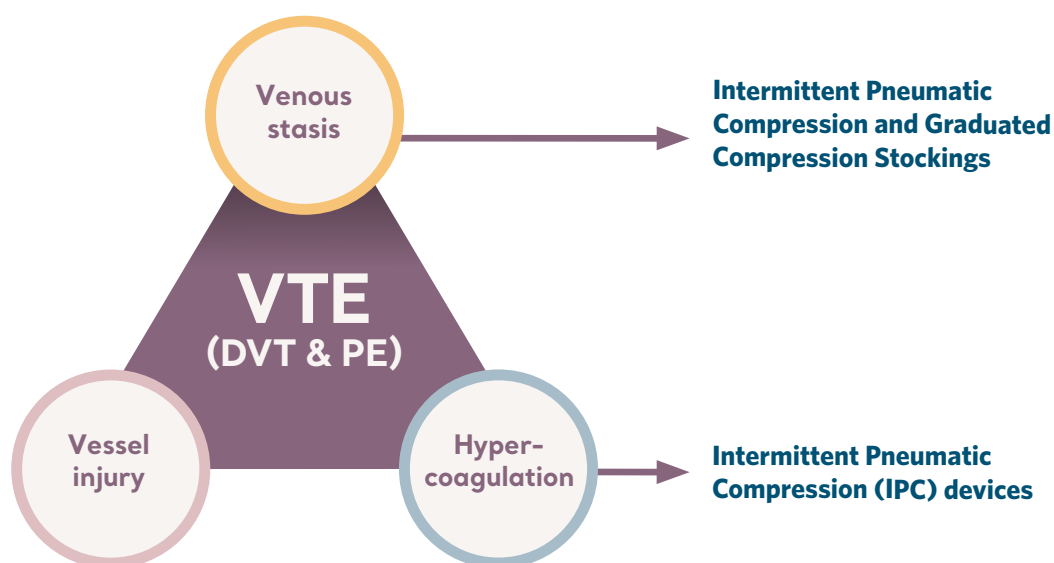 Venous
stasis
Intermittent Pneumatic
Compression and Graduated
Compression Stockings
VTE
(DVT & PE)
Vessel
injury
Hyper-
coagulation
Intermittent Pneumatic
Compression (IPC) devices